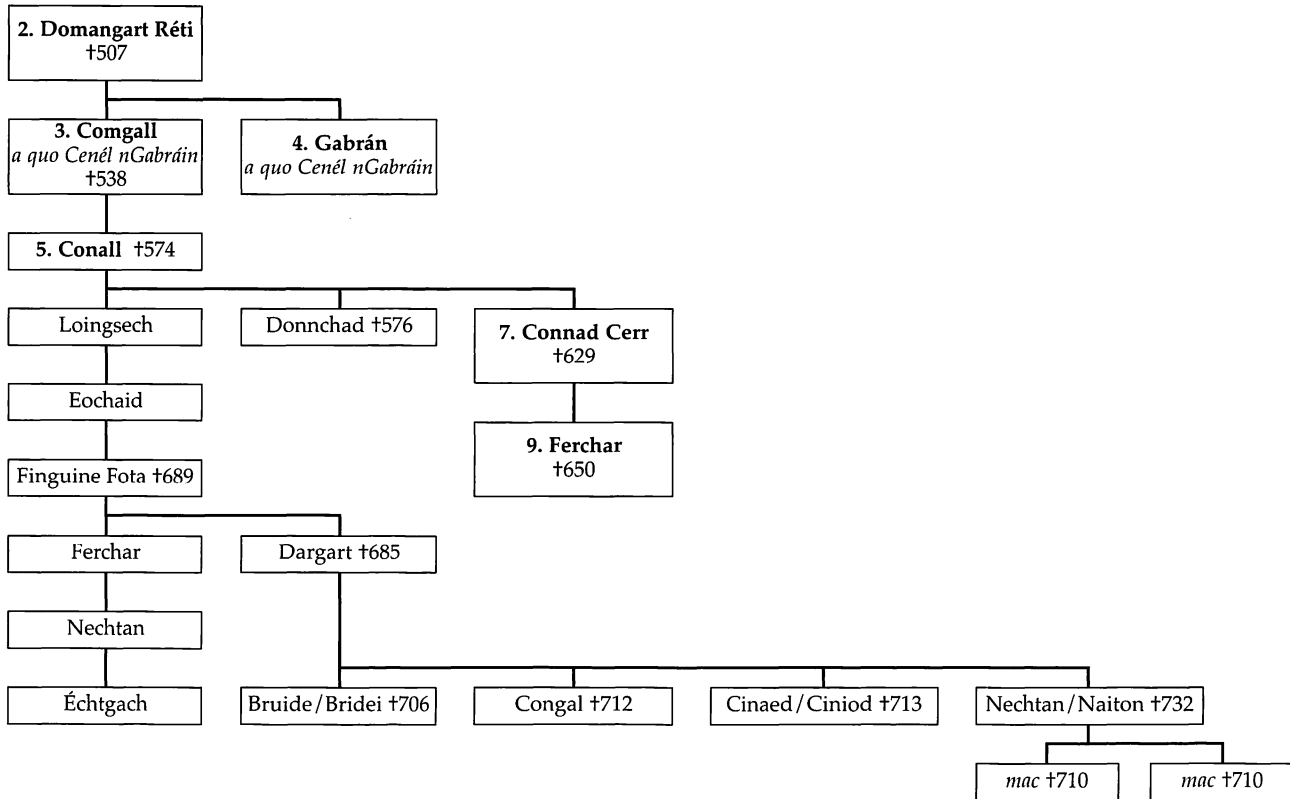 2. Domangart Réti
†507
3. Comgall
a quo Cenél nGabráin
†538
4. Gabrán
a quo Cenél nGabráin
5. Conall †574
Loingsech
Donnchad †576
7. Connad Cerr
†629
Eochaid
9. Ferchar
†650
Finguine Fota †689
Ferchar
Dargart †685
Nechtan
Échtgach
Bruide/Bridei †706
Congal †712
Cinaed/Ciniod †713
Nechtan/Naiton †732
mac †710
mac †710